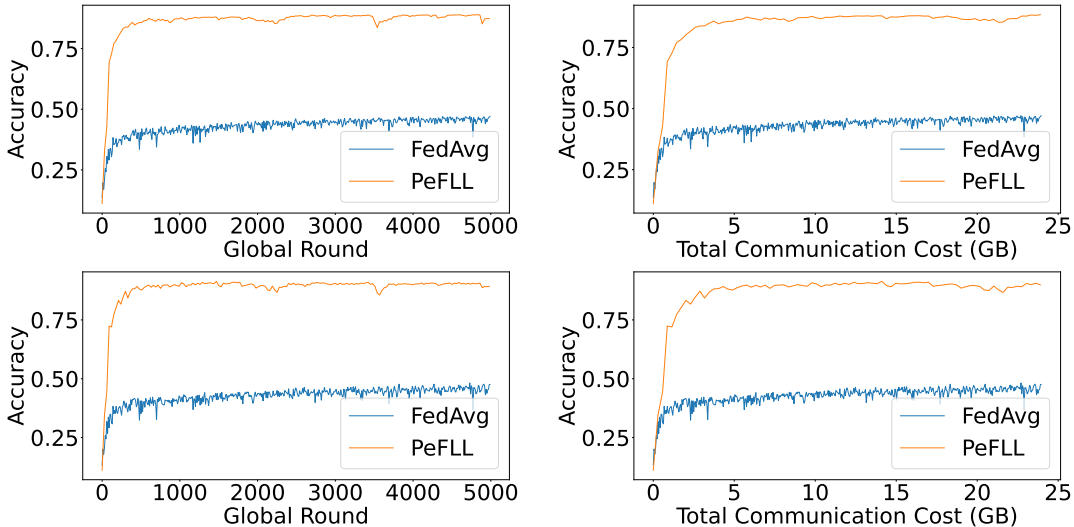 Accuracy
0.75
0.50
0.25
FedAvg
PeFLL
0 1000 2000 3000 4000 5000
Global Round
Accuracy
0.75
0.50
0.25
FedAvg
PeFLL
0 5 10 15 20 25
Total Communication Cost (GB)
Accuracy
0.75
0.50
0.25
FedAvg
PeFLL
0 1000 2000 3000 4000 5000
Global Round
Accuracy
0.75
0.50
0.25
FedAvg
PeFLL
0 5 10 15 20 25
Total Communication Cost (GB)